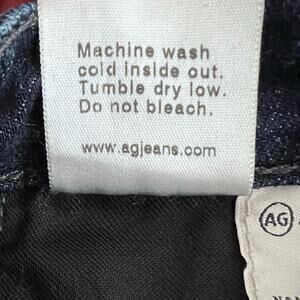 Machine wash
cold inside out.
Tumble dry low.
Do not bleach.
www.agjeans.com
AG